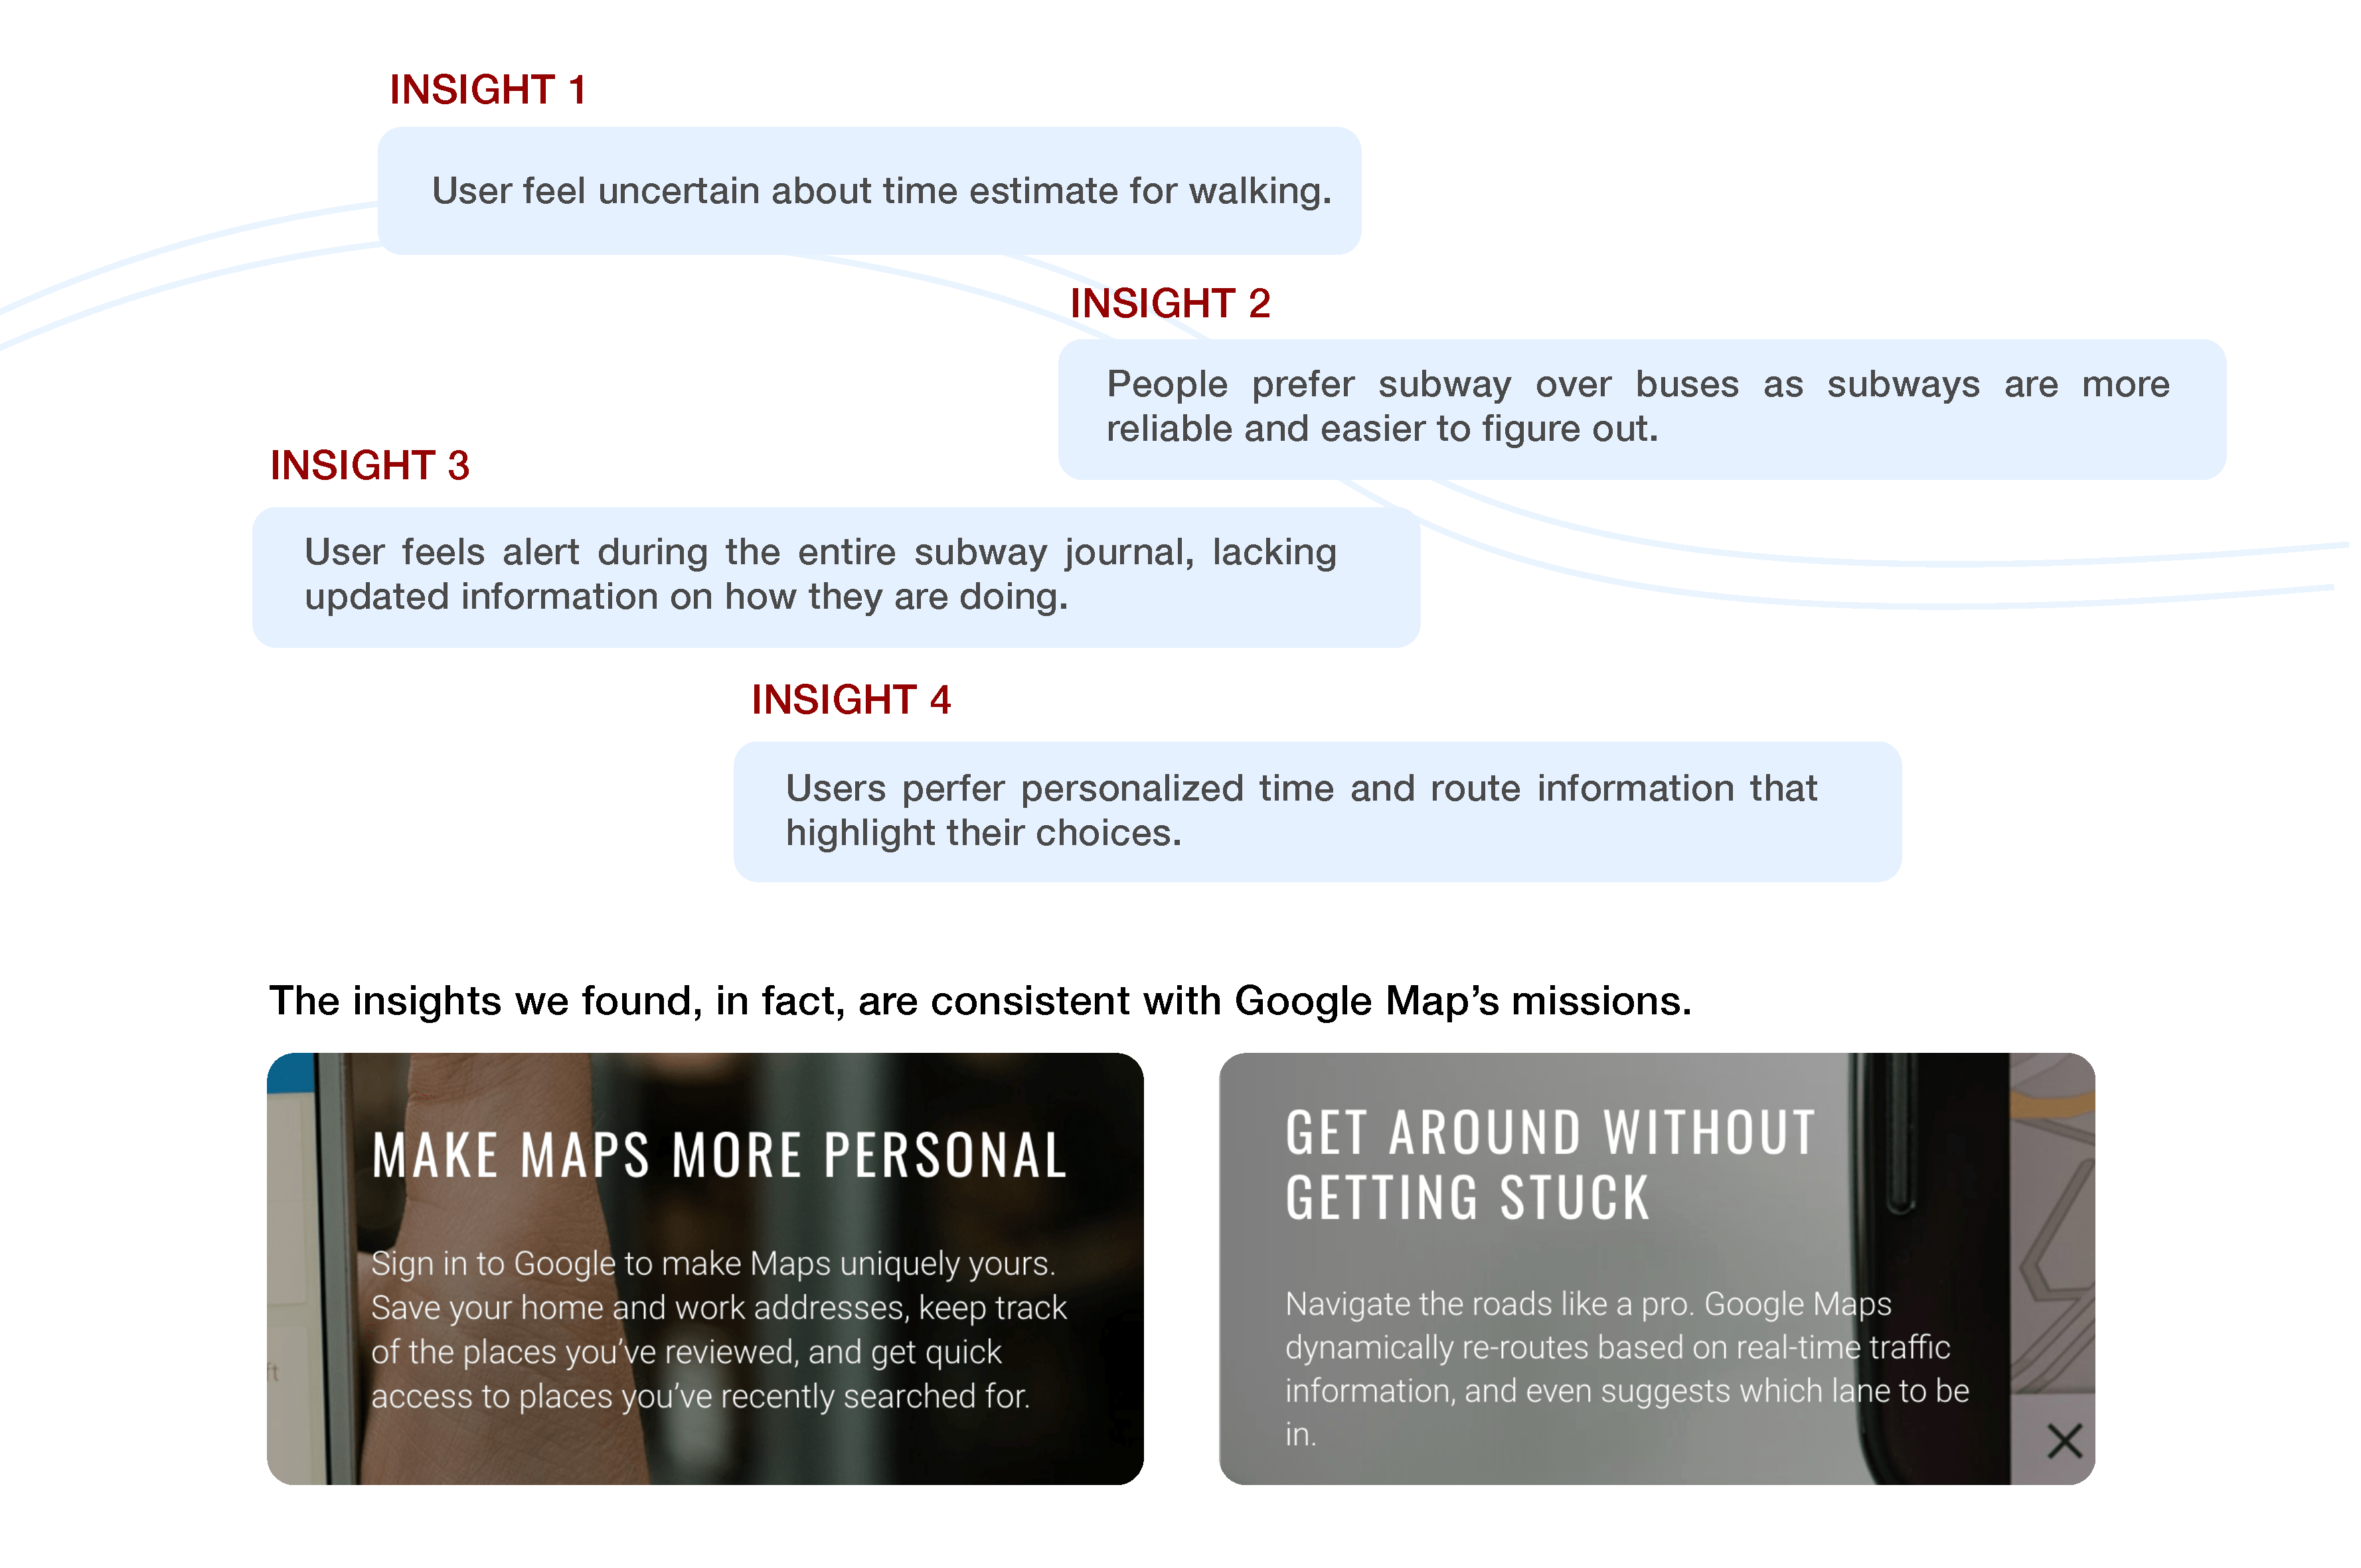 INSIGHT 1
User feel uncertain about time estimate for walking.
INSIGHT 2
People prefer subway over buses as subways are more
reliable and easier to figure out.
INSIGHT 3
User feels alert during the entire subway journal, lacking
updated information on how they are doing.
INSIGHT 4
Users perfer personalized time and route information that
highlight their choices.
The insights we found, in fact, are consistent with Google Map’s missions.
MAKE MAPS MORE PERSONAL
Sign in to Google to make Maps uniquely yours.
Save your home and work addresses, keep track
of the places you’ve reviewed, and get quick
access to places you’ve recently searched for.
GET AROUND WITHOUT
GETTING STUCK
Navigate the roads like a pro. Google Maps
dynamically re-routes based on real-time traffic
information, and even suggests which lane to be
in.